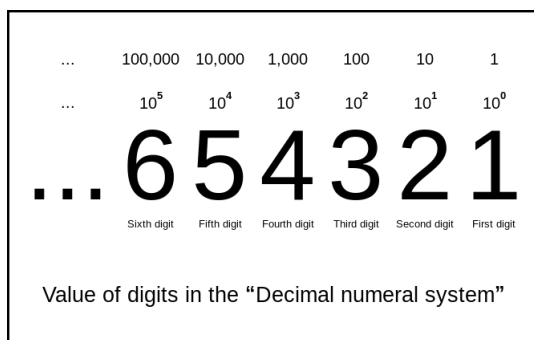 ... 100,000 10,000 1,000 100 10 1
... 10⁵ 10⁴ 10³ 10² 10¹ 10⁰
...654321
Sixth digit Fifth digit Fourth digit Third digit Second digit First digit
Value of digits in the “Decimal numeral system”